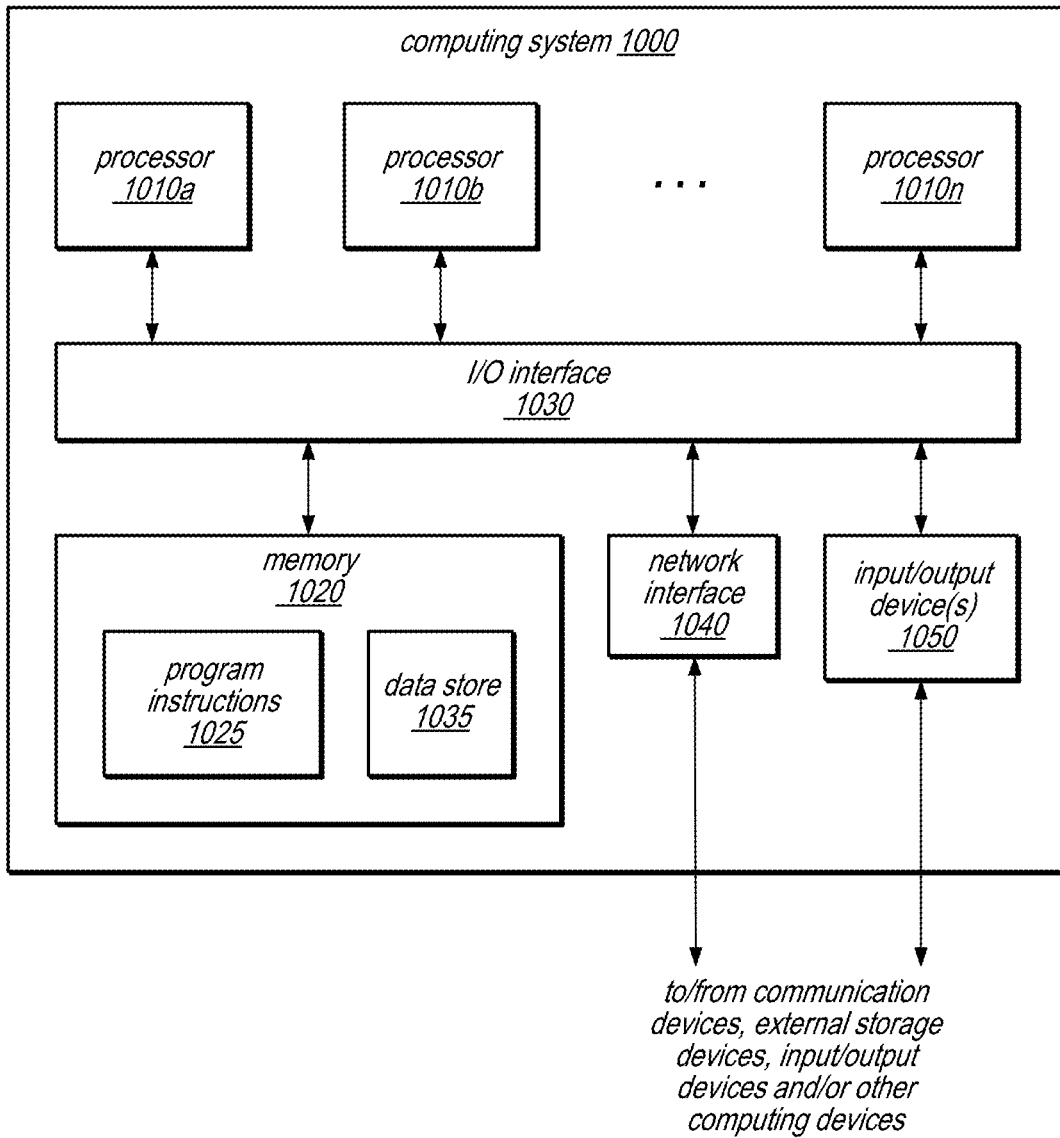 computing system 1000
processor
1010a
processor
1010b
. . .
processor
1010n
I/O interface
1030
memory
1020
program
instructions
1025
data store
1035
network
interface
1040
input/output
device(s)
1050
to/from communication
devices, external storage
devices, input/output
devices and/or other
computing devices